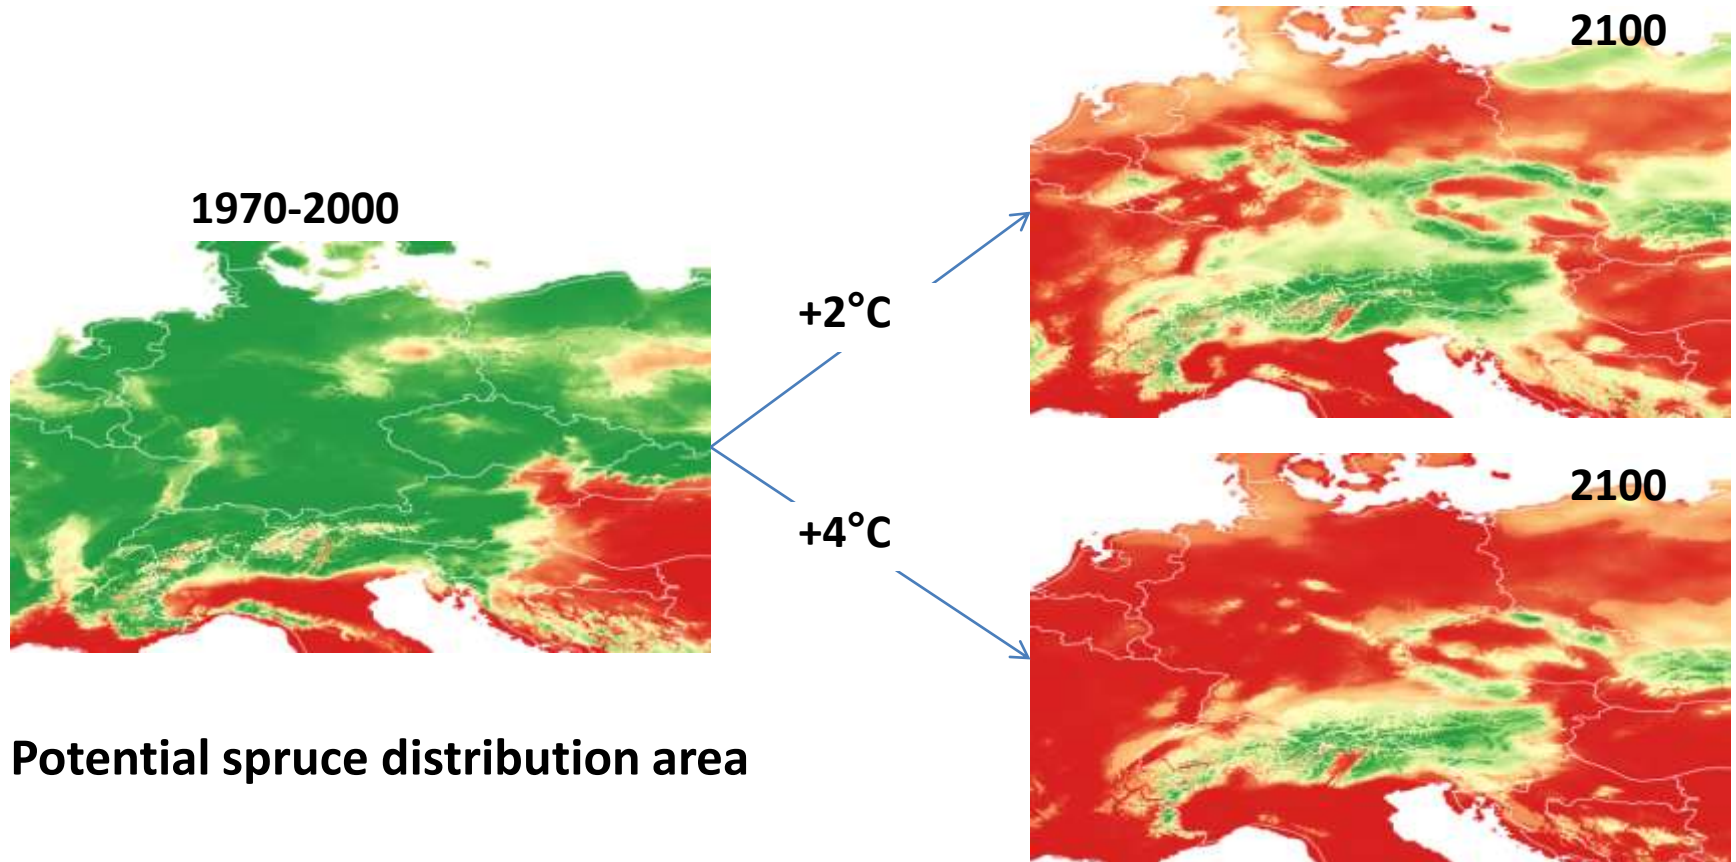 1970-2000
+2°C
+4°C
2100
2100
Potential spruce distribution area